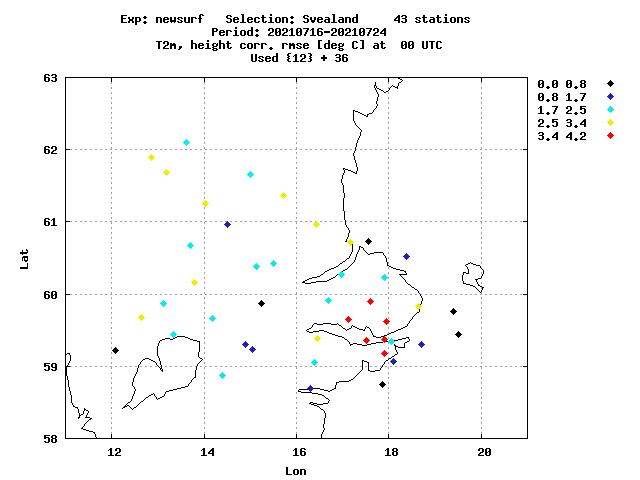 Exp: newsurf Selection: Svealand 43 stations
Period: 20210716-20210724
T2m, height corr. rmse [deg C] at 00 UTC
Used {12} + 36
0.0 0.8
0.8 1.7
1.7 2.5
2.5 3.4
3.4 4.2
63
62
61
60
59
58
Lat
12 14 16 18 20
Lon